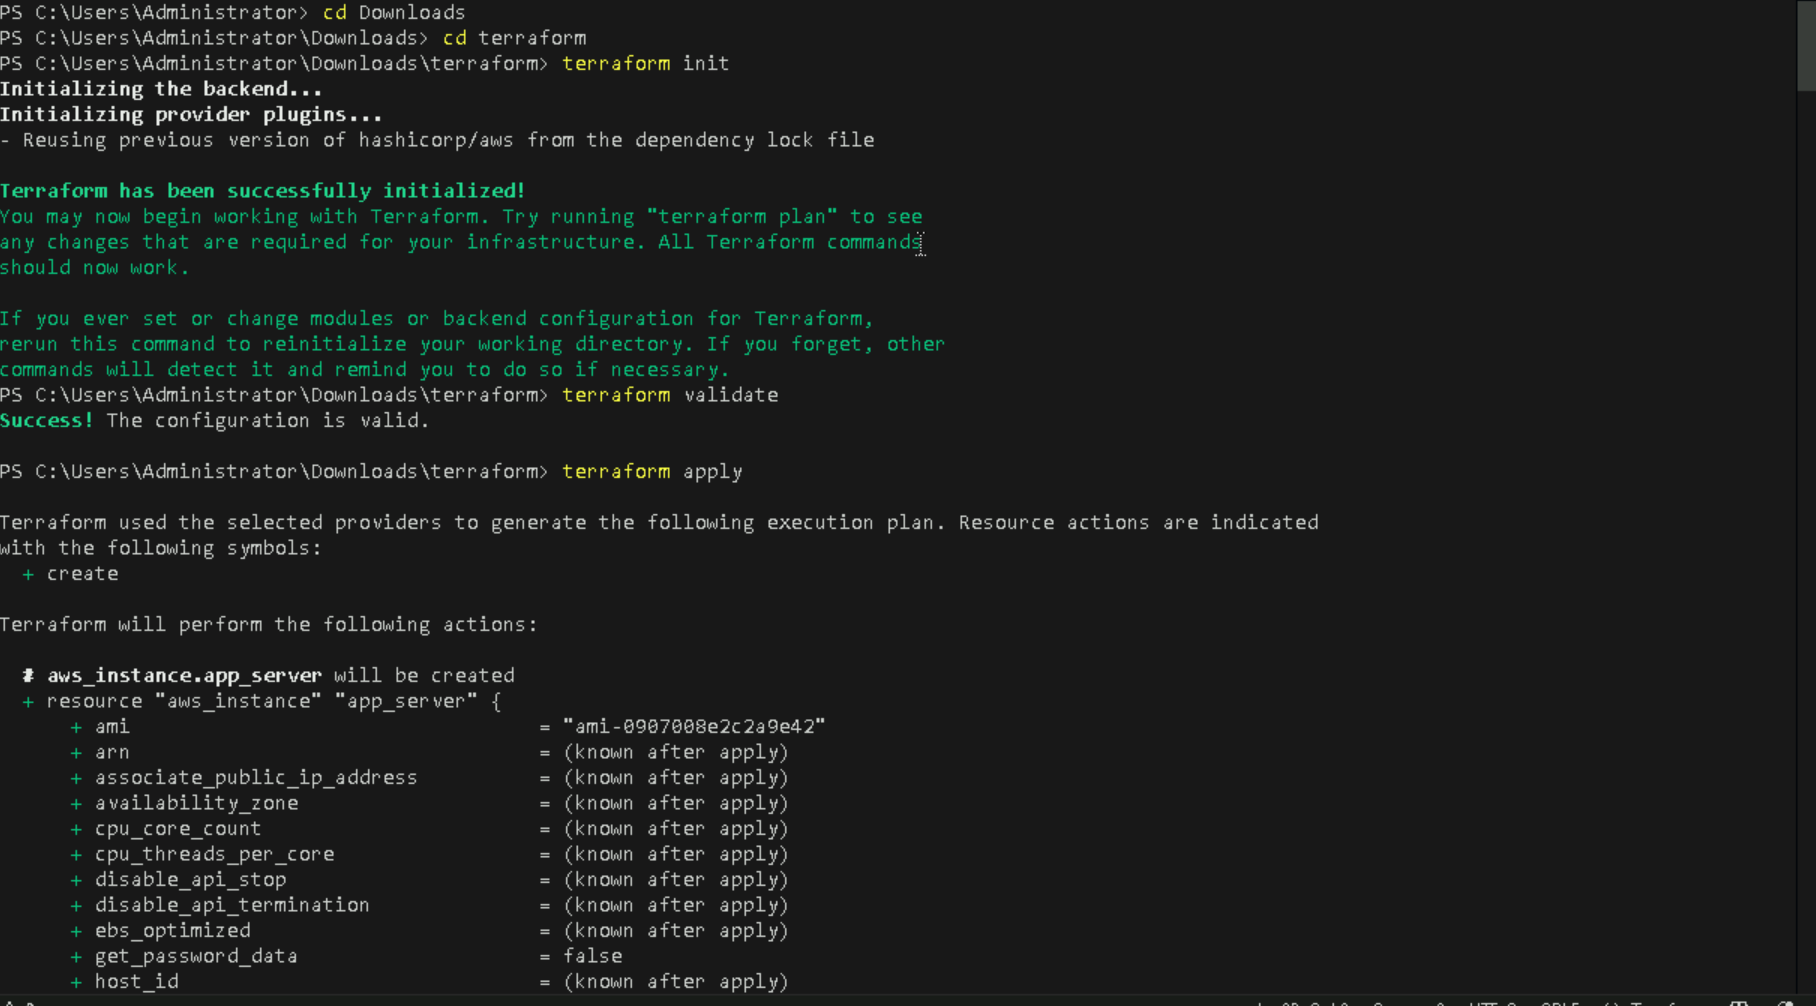 PS C:\Users\Administrator> cd Downloads
PS C:\Users\Administrator\Downloads> cd terraform
PS C:\Users\Administrator\Downloads\terraform> terraform init
Initializing the backend...
Initializing provider plugins...
- Reusing previous version of hashicorp/aws from the dependency lock file
Terraform has been successfully initialized!
You may now begin working with Terraform. Try running "terraform plan" to see
any changes that are required for your infrastructure. All Terraform commands
should now work.
If you ever set or change modules or backend configuration for Terraform,
rerun this command to reinitialize your working directory. If you forget, other
commands will detect it and remind you to do so if necessary.
PS C:\Users\Administrator\Downloads\terraform> terraform validate
Success! The configuration is valid.
PS C:\Users\Administrator\Downloads\terraform> terraform apply
Terraform used the selected providers to generate the following execution plan. Resource actions are indicated
with the following symbols:
+ create
Terraform will perform the following actions:
# aws_instance.app_server will be created
+ resource "aws_instance" "app_server" {
+ ami = "ami-0907008e2c2a9e42"
+ arn = (known after apply)
+ associate_public_ip_address = (known after apply)
+ availability_zone = (known after apply)
+ cpu_core_count = (known after apply)
+ cpu_threads_per_core = (known after apply)
+ disable_api_stop = (known after apply)
+ disable_api_termination = (known after apply)
+ ebs_optimized = (known after apply)
+ get_password_data = false
+ host_id = (known after apply)